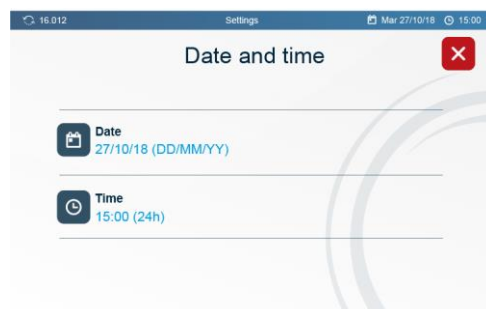 16.012 Settings Mar 27/10/18 15:00
Date and time
Date
27/10/18 (DD/MM/YY)
Time
15:00 (24h)